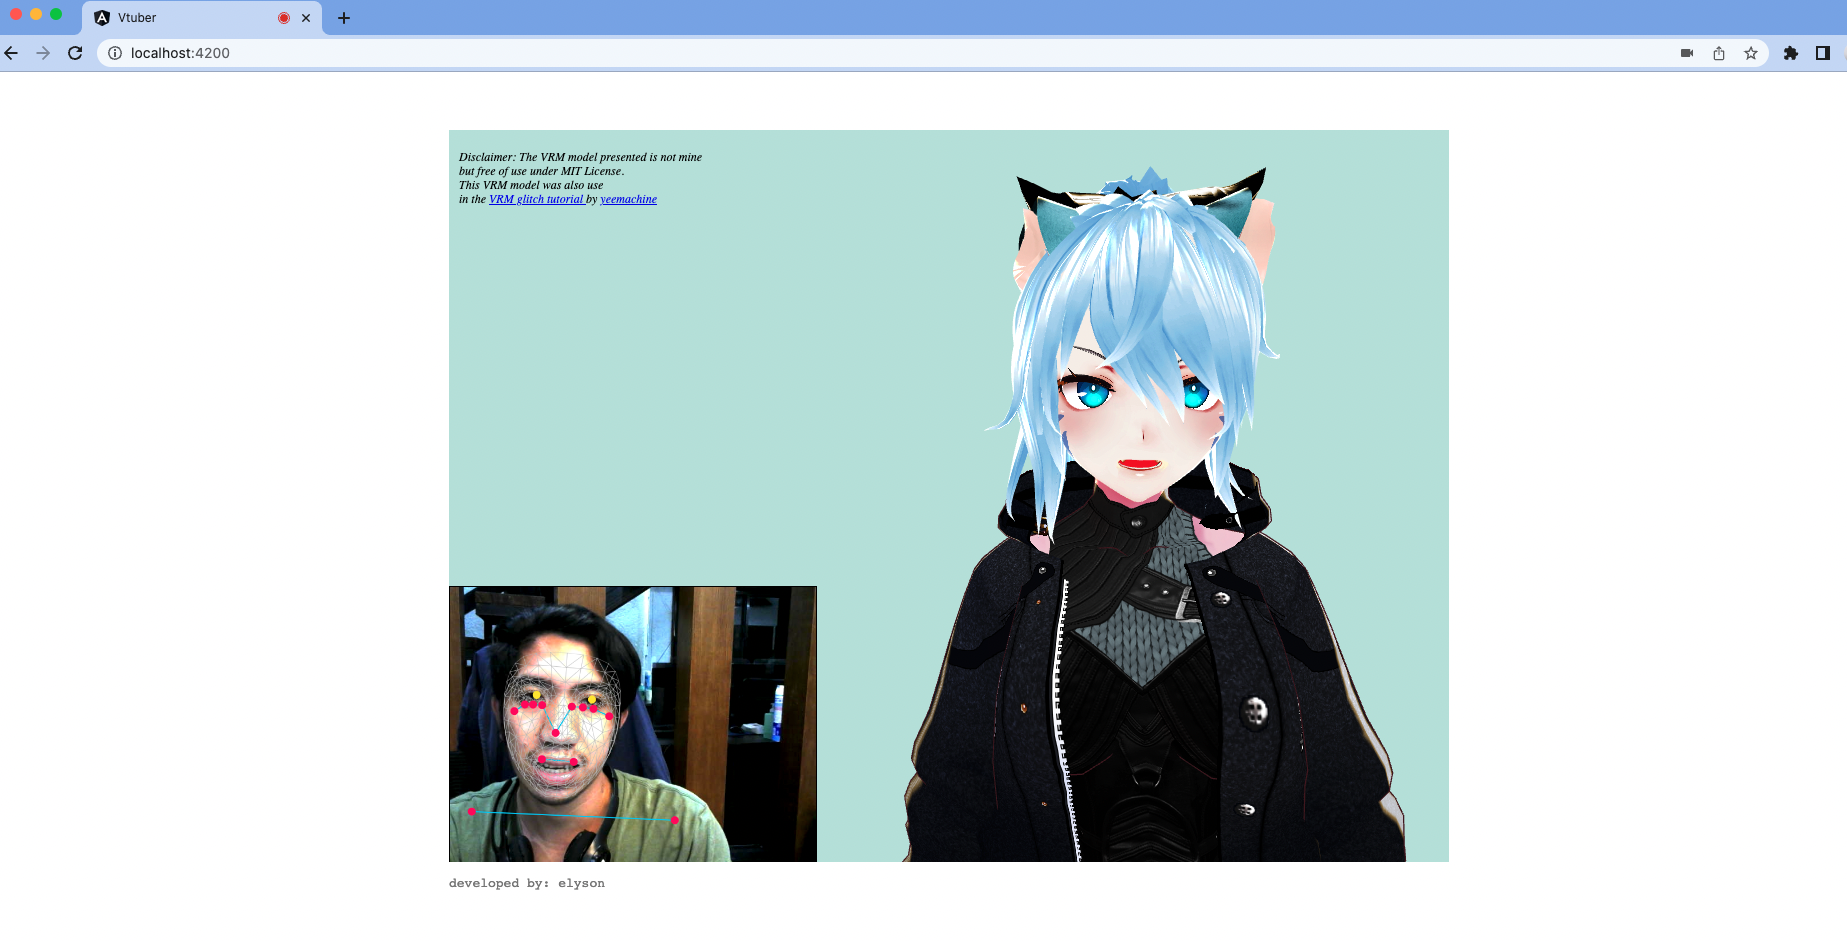 Vtuber
localhost:4200
Disclaimer: The VRM model presented is not mine
but free of use under MIT License.
This VRM model was also use
in the VRM glitch tutorial by yeemachine
developed by: elyson